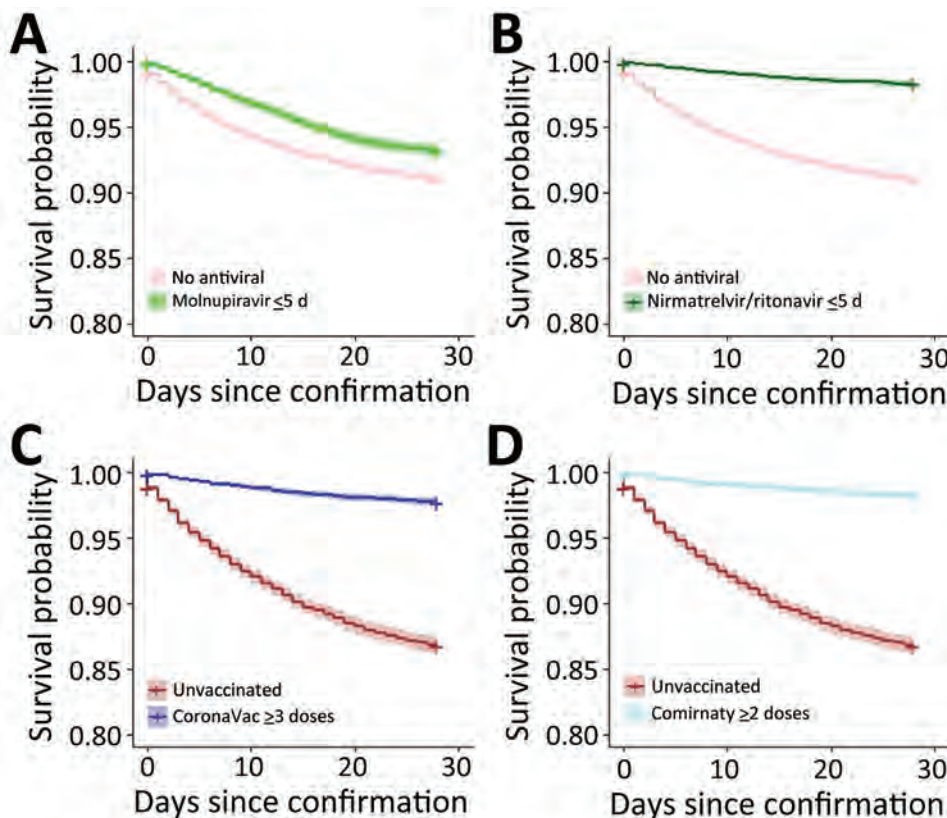 A
Survival probability
1.00
0.95
0.90
0.85
0.80
No antiviral
Molnupiravir ≤5 d
0 10 20 30
Days since confirmation
B
Survival probability
1.00
0.95
0.90
0.85
0.80
No antiviral
Nirmatrelvir/ritonavir ≤5 d
0 10 20 30
Days since confirmation
C
Survival probability
1.00
0.95
0.90
0.85
0.80
Unvaccinated
CoronaVac ≥3 doses
0 10 20 30
Days since confirmation
D
Survival probability
1.00
0.95
0.90
0.85
0.80
Unvaccinated
Comirnaty ≥2 doses
0 10 20 30
Days since confirmation